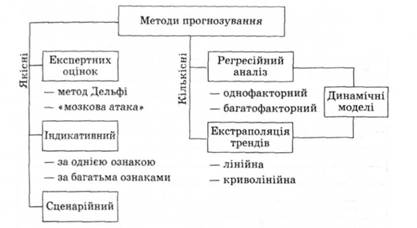 Методи прогнозування
Якісні
Експертних
оцінок
— метод Дельфі
— «мозкова атака»
Індикативний
— за однією ознакою
— за багатьма ознаками
Сценарійний
Кількісні
Регресійний
аналіз
— однофакторний
— багатофакторний
Екстраполяція
трендів
— лінійна
— криволінійна
Динамічні
моделі